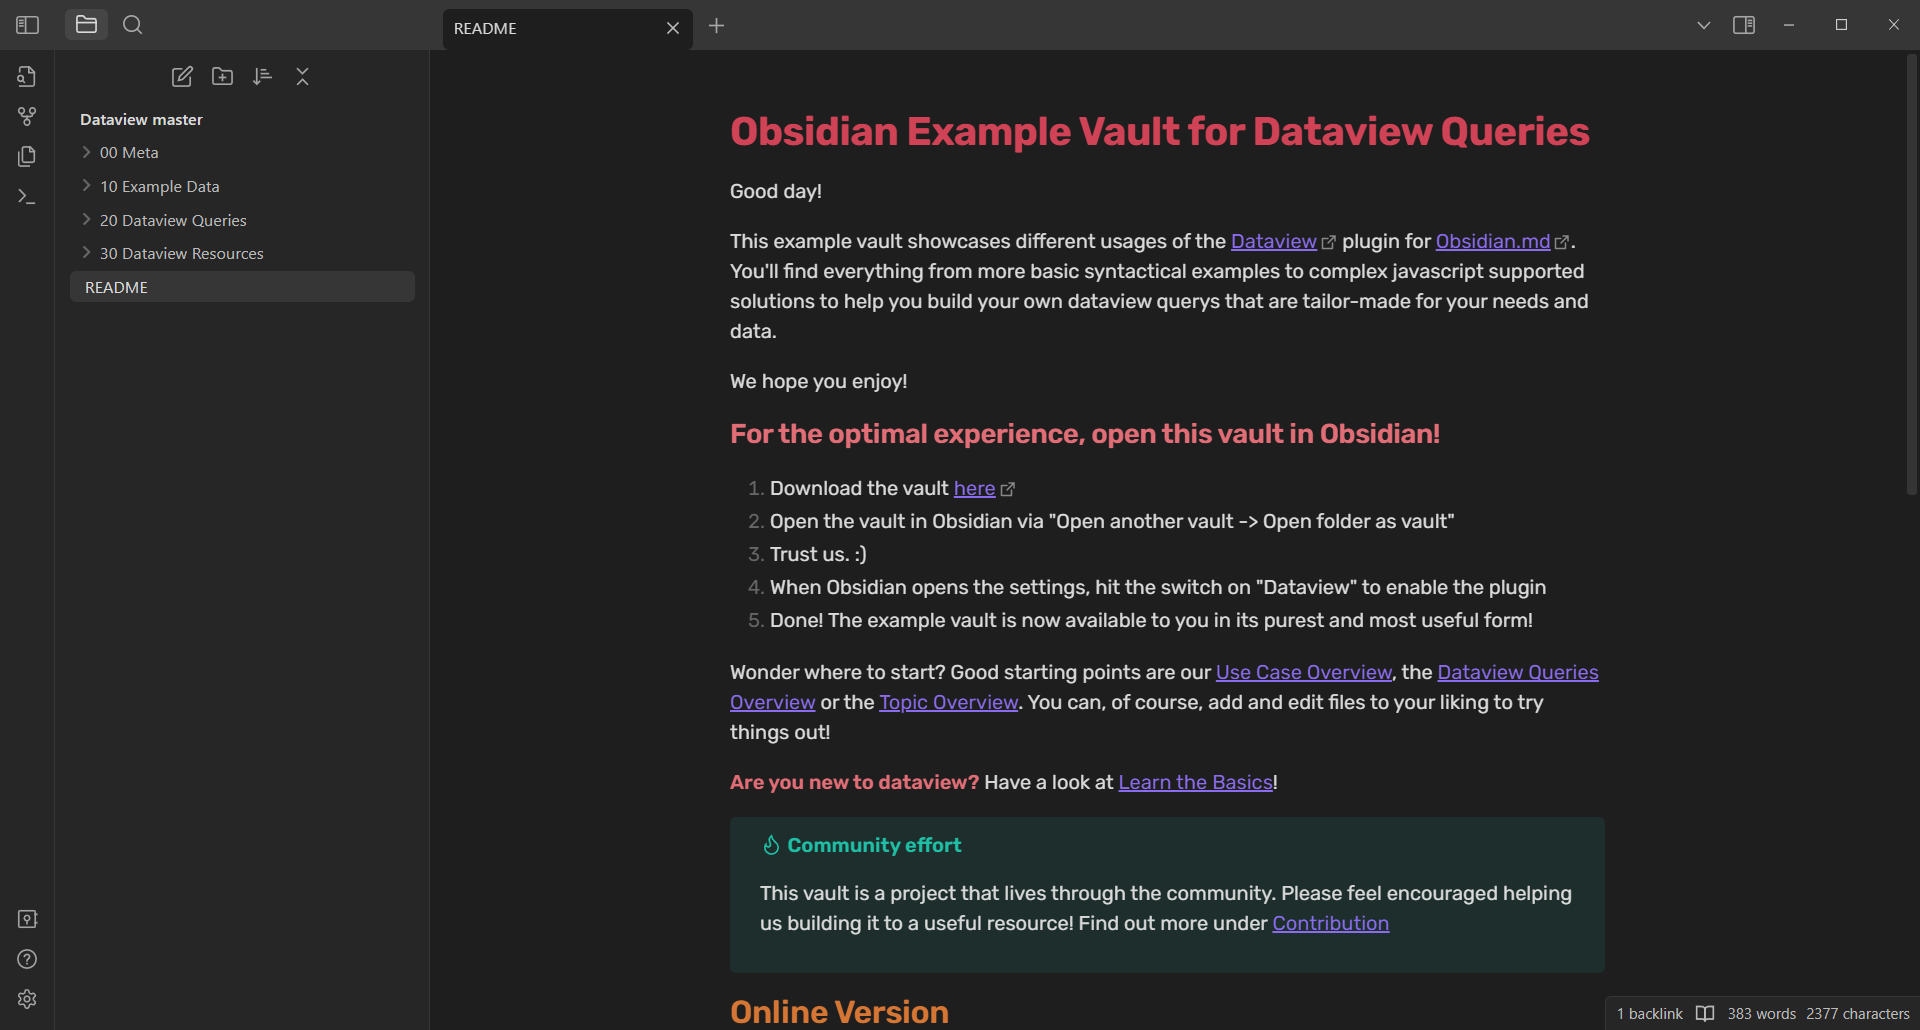 README
Dataview master
00 Meta
10 Example Data
20 Dataview Queries
30 Dataview Resources
README
Obsidian Example Vault for Dataview Queries
Good day!
This example vault showcases different usages of the Dataview plugin for Obsidian.md.
You'll find everything from more basic syntactical examples to complex javascript supported
solutions to help you build your own dataview querys that are tailor-made for your needs and
data.
We hope you enjoy!
For the optimal experience, open this vault in Obsidian!
1. Download the vault here
2. Open the vault in Obsidian via "Open another vault -> Open folder as vault"
3. Trust us. :)
4. When Obsidian opens the settings, hit the switch on "Dataview" to enable the plugin
5. Done! The example vault is now available to you in its purest and most useful form!
Wonder where to start? Good starting points are our Use Case Overview, the Dataview Queries
Overview or the Topic Overview. You can, of course, add and edit files to your liking to try
things out!
Are you new to dataview? Have a look at Learn the Basics!
Community effort
This vault is a project that lives through the community. Please feel encouraged helping
us building it to a useful resource! Find out more under Contribution
Online Version
1 backlink 383 words 2377 characters